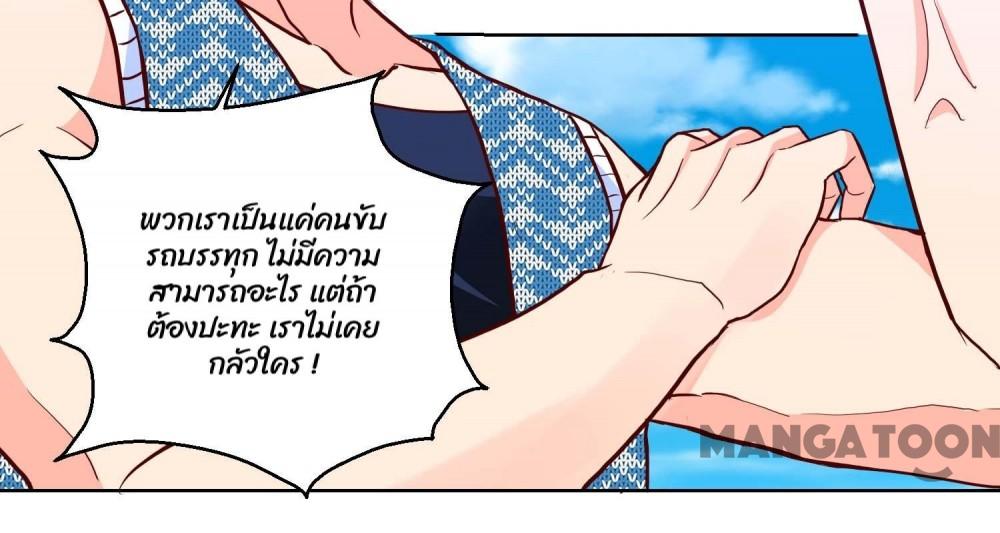 พวกเราเป็นแค่คนขับ
รถบรรทุก ไม่มีความ
สามารถอะไร แต่ถ้า
ต้องปะทะ เราไม่เคย
กลัวใคร !
MANGA TOON